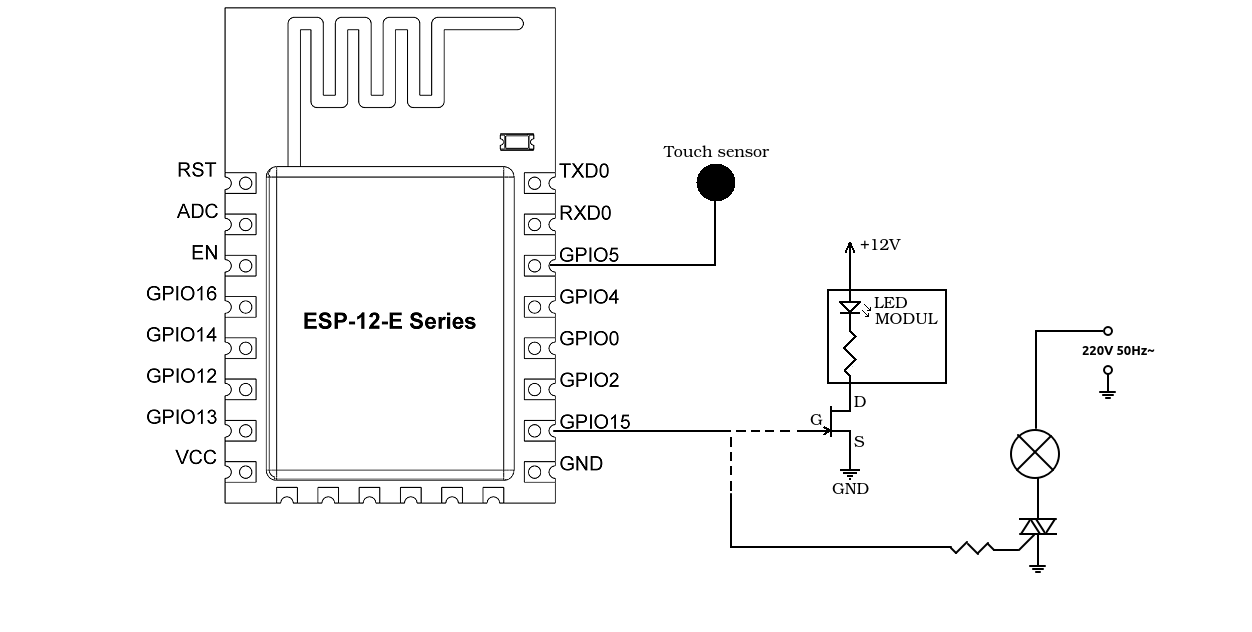 RST
ADC
EN
GPIO16
GPIO14
GPIO12
GPIO13
VCC
ESP-12-E Series
TXD0
RXD0
GPIO5
GPIO4
GPIO0
GPIO2
GPIO15
GND
Touch sensor
+12V
LED
MODUL
D
G
S
GND
220V 50Hz~